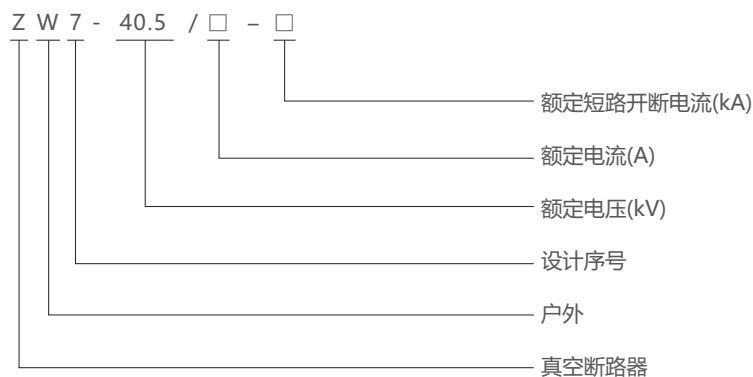 Z W 7 - 40.5 / □ – □
额定短路开断电流(kA)
额定电流(A)
额定电压(kV)
设计序号
户外
真空断路器